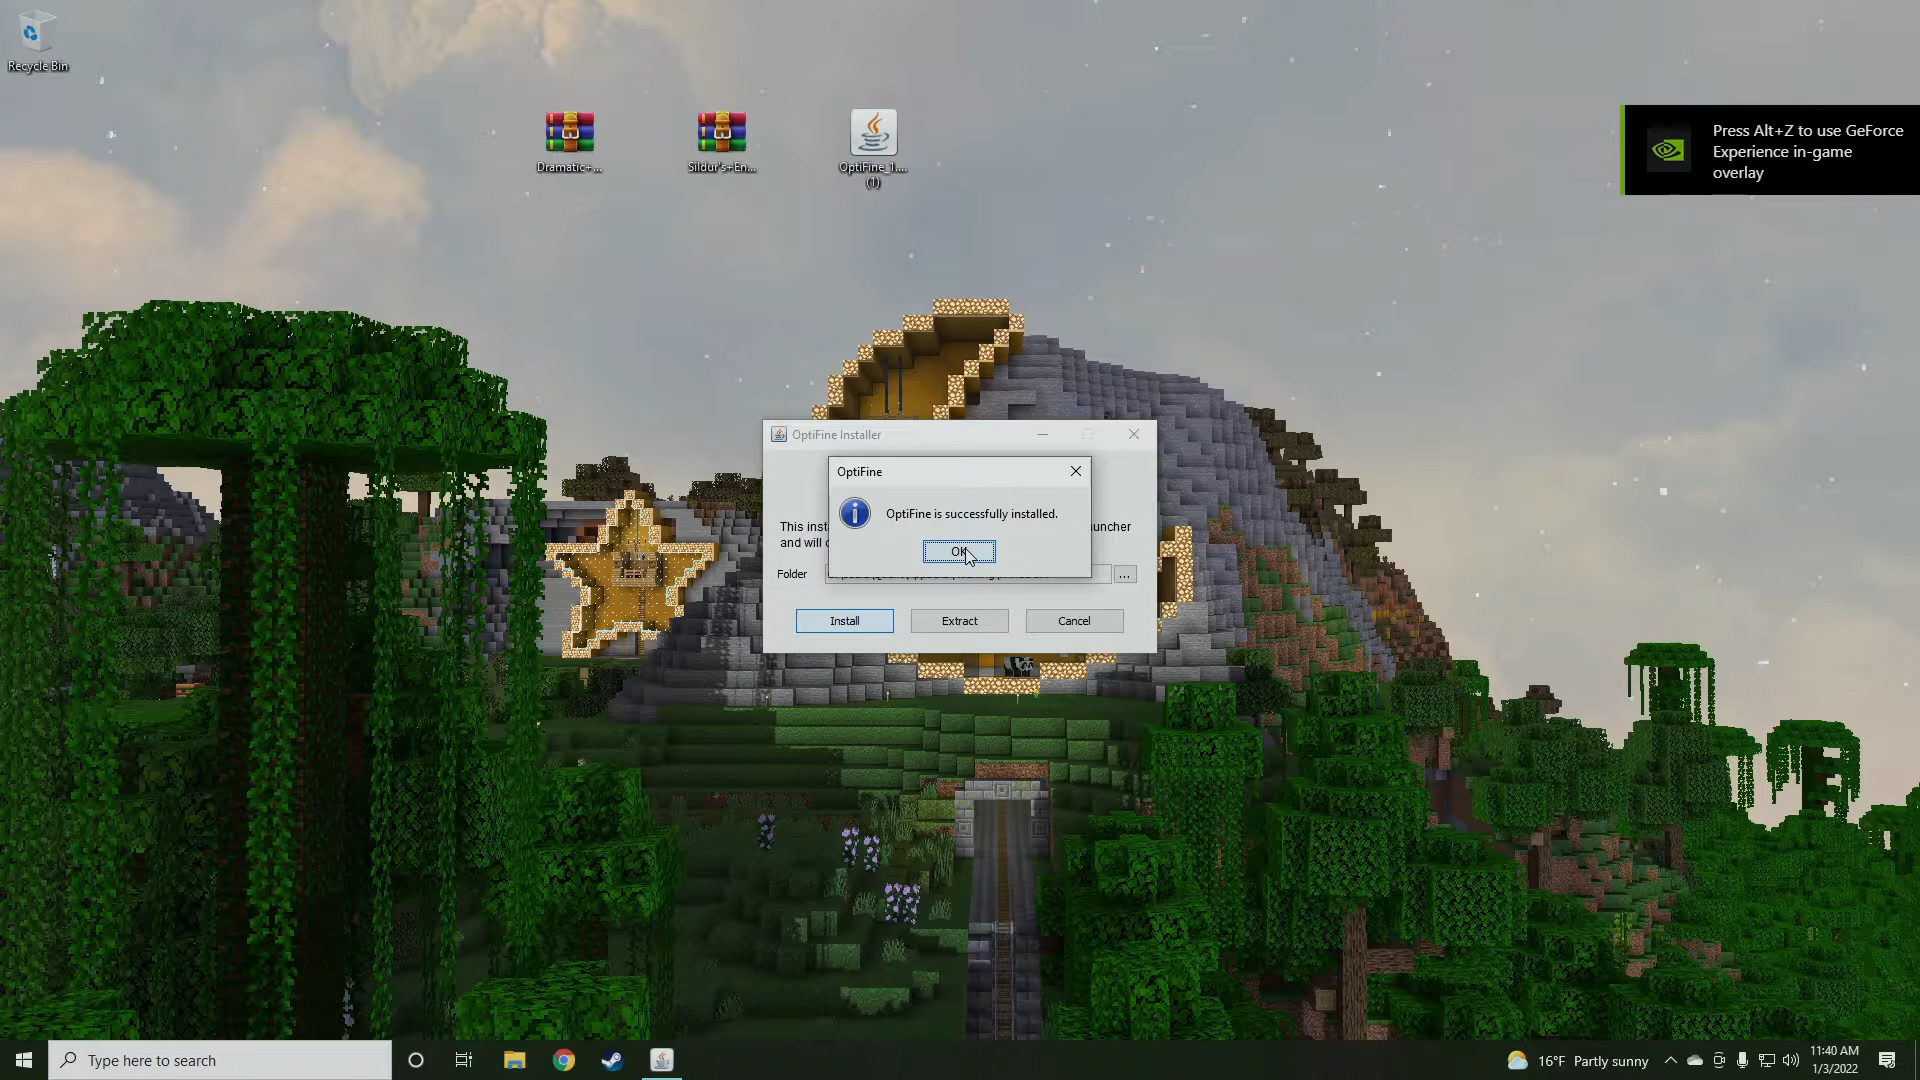 Recycle Bin
Dramatic+...
Sildur's+En...
OptiFine_1....
(1)
Press Alt+Z to use GeForce
Experience in-game
overlay
OptiFine Installer
OptiFine
OptiFine is successfully installed.
OK
This inst
uncher
and will
Folder
...
Install
Extract
Cancel
Type here to search
16°F Partly sunny
11:40 AM
1/3/2022